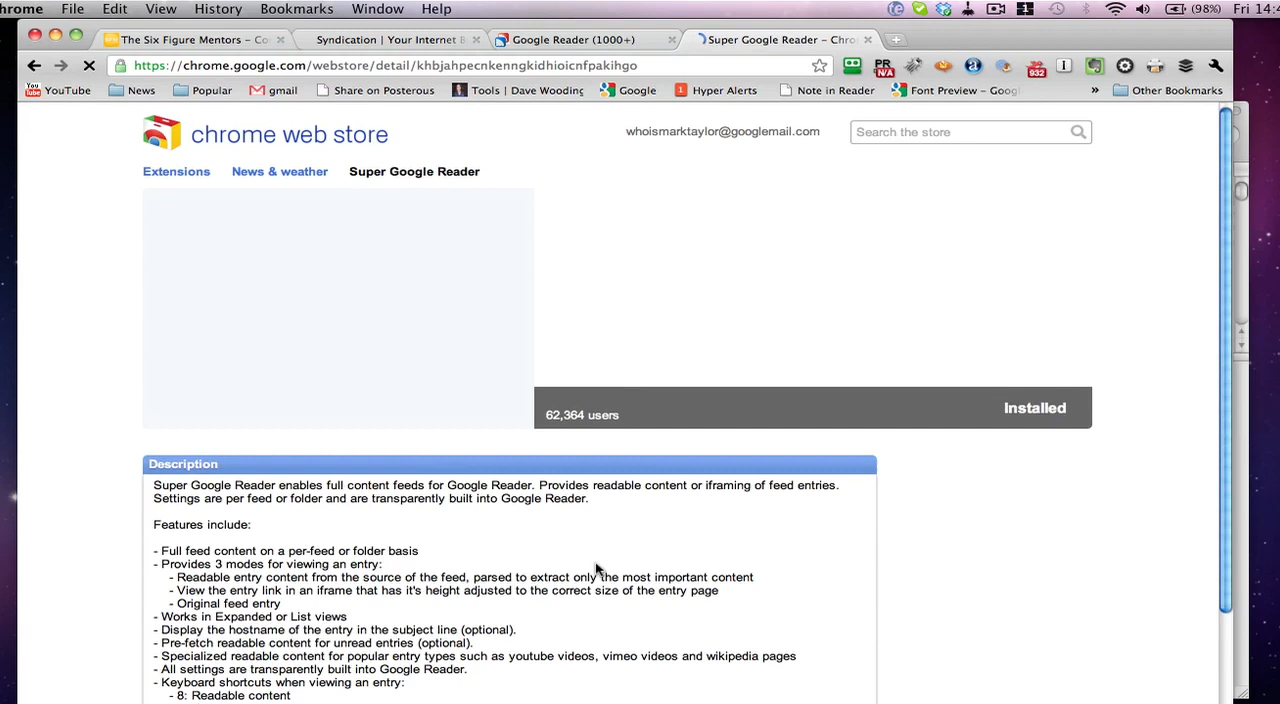 hrome File Edit View History Bookmarks Window Help 1 (98%) Fri 14:4
The Six Figure Mentors - Co Syndication | Your Internet B Google Reader (1000+) Super Google Reader – Chro
https://chrome.google.com/webstore/detail/khbjahpecnkenngkidhioicnfpakihgo PR N/A a 932 I
You Tube YouTube News Popular gmail Share on Posterous Tools | Dave Wooding Google 1 Hyper Alerts Note in Reader Font Preview – Goog » Other Bookmarks
chrome web store whoismarktaylor@googlemail.com Search the store
Extensions News & weather Super Google Reader
62,364 users Installed
Description
Super Google Reader enables full content feeds for Google Reader. Provides readable content or iframing of feed entries.
Settings are per feed or folder and are transparently built into Google Reader.
Features include:
- Full feed content on a per-feed or folder basis
- Provides 3 modes for viewing an entry:
- Readable entry content from the source of the feed, parsed to extract only the most important content
- View the entry link in an iframe that has it's height adjusted to the correct size of the entry page
- Original feed entry
- Works in Expanded or List views
- Display the hostname of the entry in the subject line (optional).
- Pre-fetch readable content for unread entries (optional).
- Specialized readable content for popular entry types such as youtube videos, vimeo videos and wikipedia pages
- All settings are transparently built into Google Reader.
- Keyboard shortcuts when viewing an entry:
- 8: Readable content